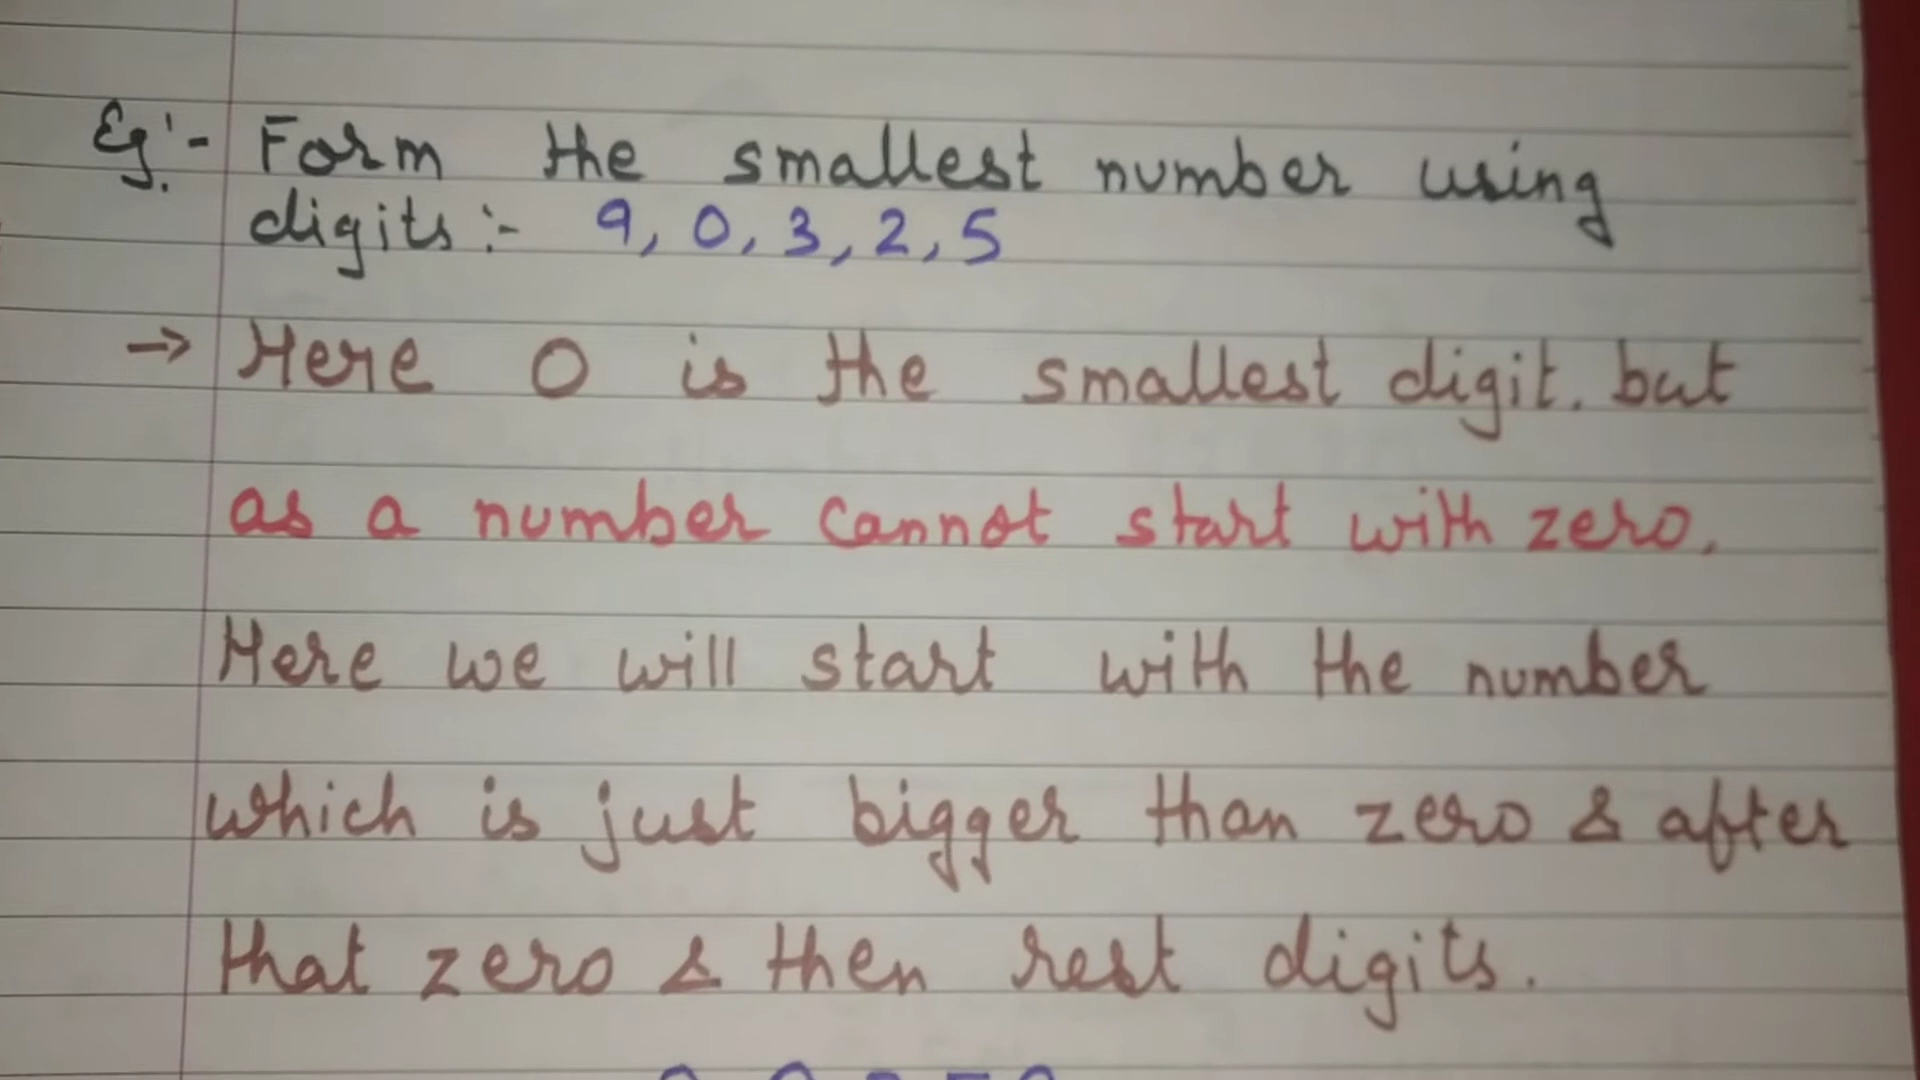 Eg:- Form the smallest number using
digits:- 9, 0, 3, 2, 5
→ Here 0 is the smallest digit. but
as a number cannot start with zero.
Here we will start with the number
which is just bigger than zero & after
that zero & then rest digits.